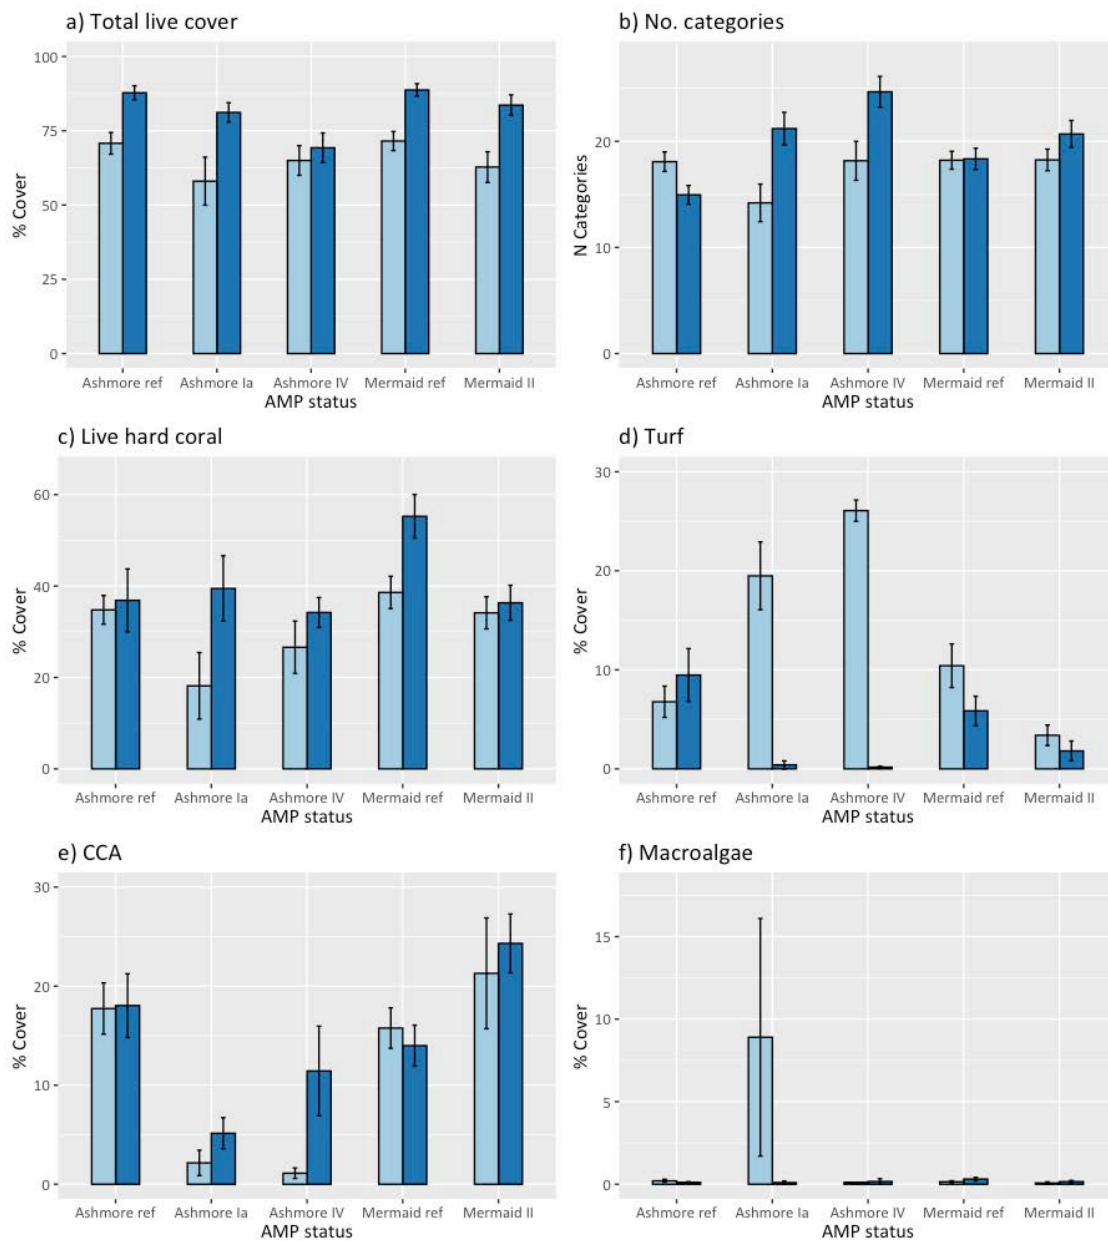 a) Total live cover
100
75
50
25
0
% Cover
Ashmore ref Ashmore Ia Ashmore IV Mermaid ref Mermaid II
AMP status
b) No. categories
20
10
0
N Categories
Ashmore ref Ashmore Ia Ashmore IV Mermaid ref Mermaid II
AMP status
c) Live hard coral
60
40
20
0
% Cover
Ashmore ref Ashmore Ia Ashmore IV Mermaid ref Mermaid II
AMP status
d) Turf
30
20
10
0
% Cover
Ashmore ref Ashmore Ia Ashmore IV Mermaid ref Mermaid II
AMP status
e) CCA
30
20
10
0
% Cover
Ashmore ref Ashmore Ia Ashmore IV Mermaid ref Mermaid II
AMP status
f) Macroalgae
15
10
5
0
% Cover
Ashmore ref Ashmore Ia Ashmore IV Mermaid ref Mermaid II
AMP status